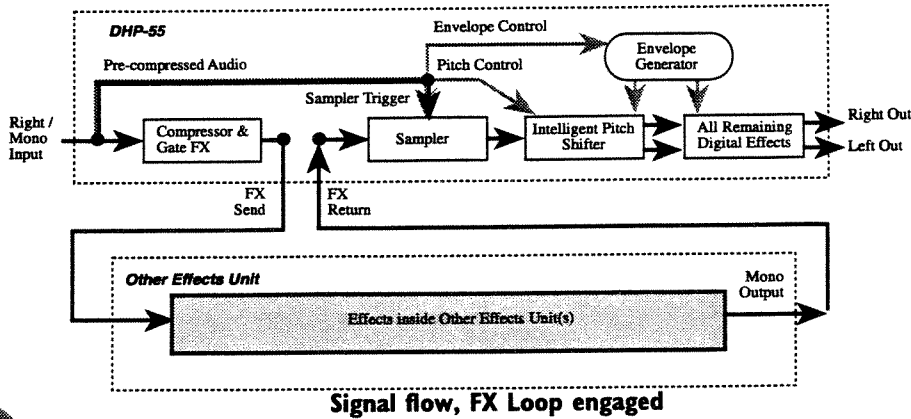 DHP-55
Envelope Control
Envelope
Generator
Pre-compressed Audio
Pitch Control
Sampler Trigger
Right /
Mono
Input
Compressor &
Gate FX
Sampler
Intelligent Pitch
Shifter
All Remaining
Digital Effects
Right Out
Left Out
FX
Send
FX
Return
Other Effects Unit
Mono
Output
Effects inside Other Effects Unit(s)
Signal flow, FX Loop engaged